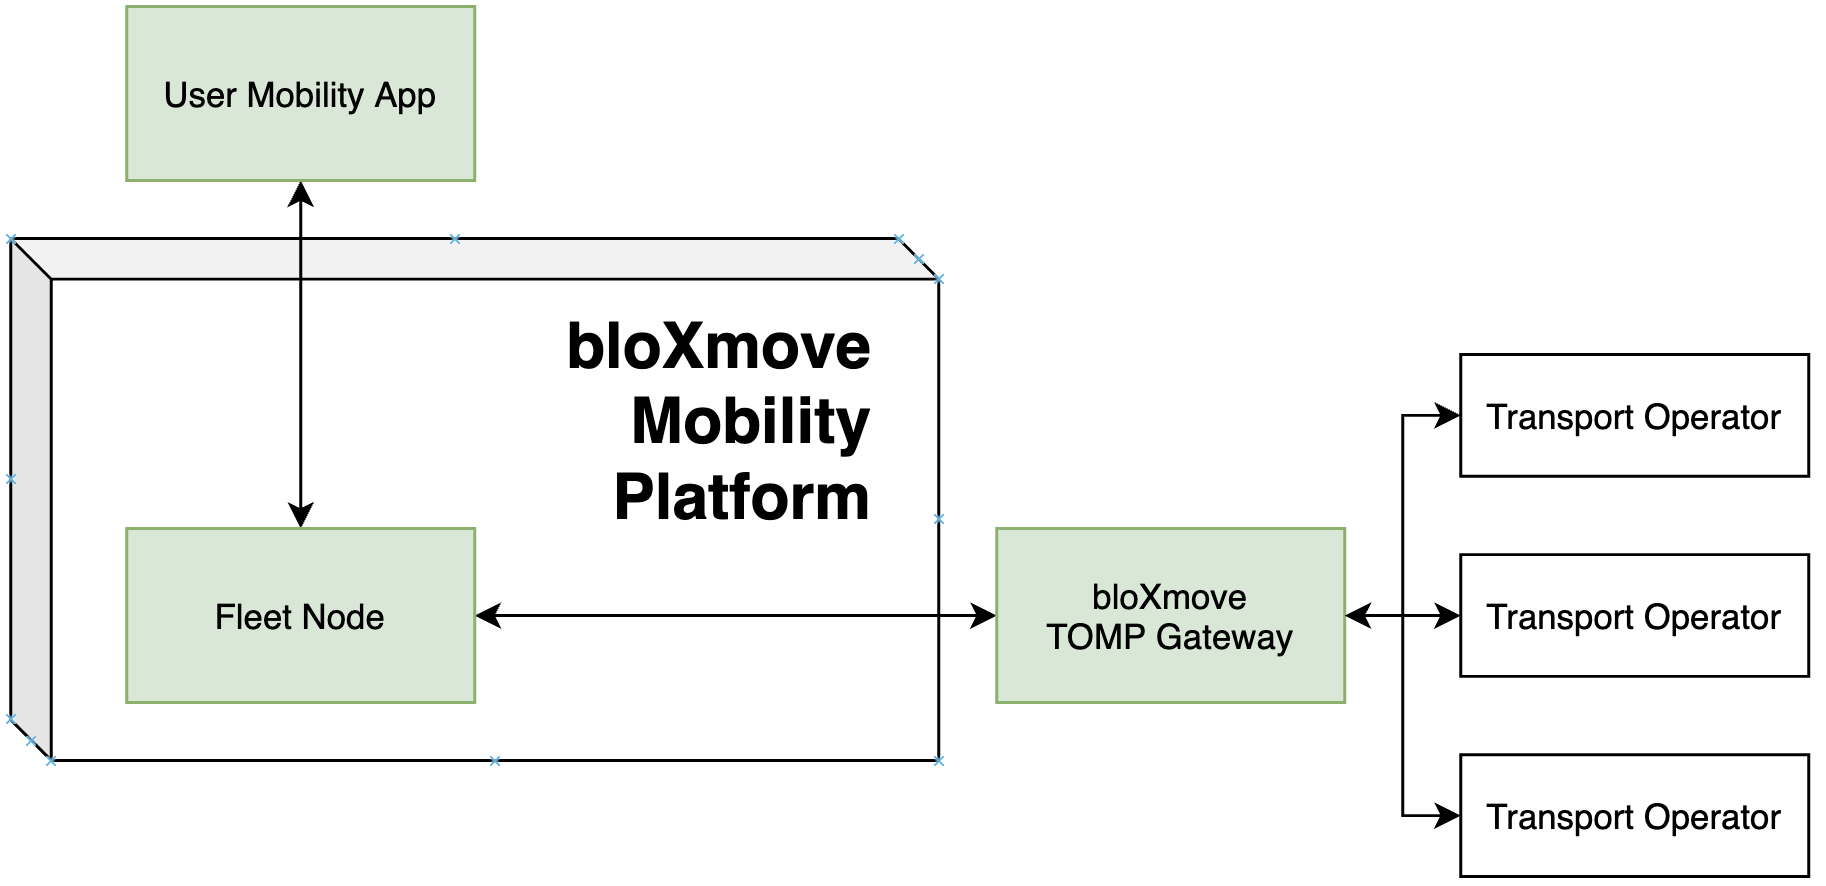 User Mobility App
bloXmove
Mobility
Platform
Fleet Node
bloXmove
TOMP Gateway
Transport Operator
Transport Operator
Transport Operator